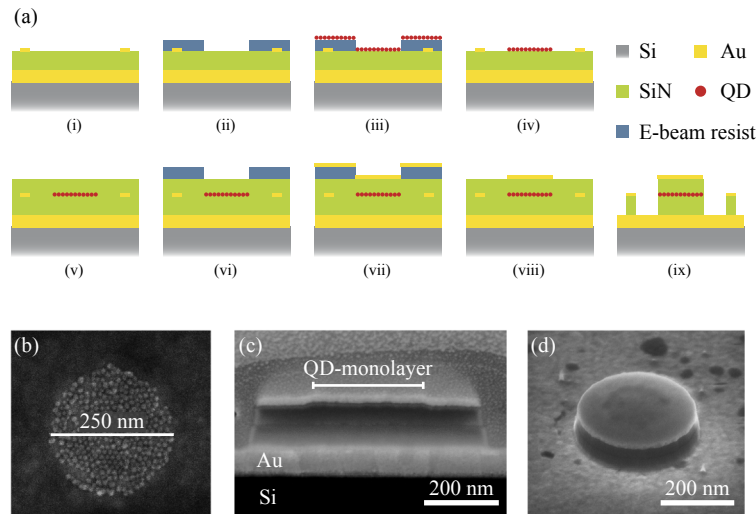 (a)
Si
Au
SiN
QD
E-beam resist
(i)
(ii)
(iii)
(iv)
(v)
(vi)
(vii)
(viii)
(ix)
(b)
250 nm
(c)
QD-monolayer
Au
Si
200 nm
(d)
200 nm